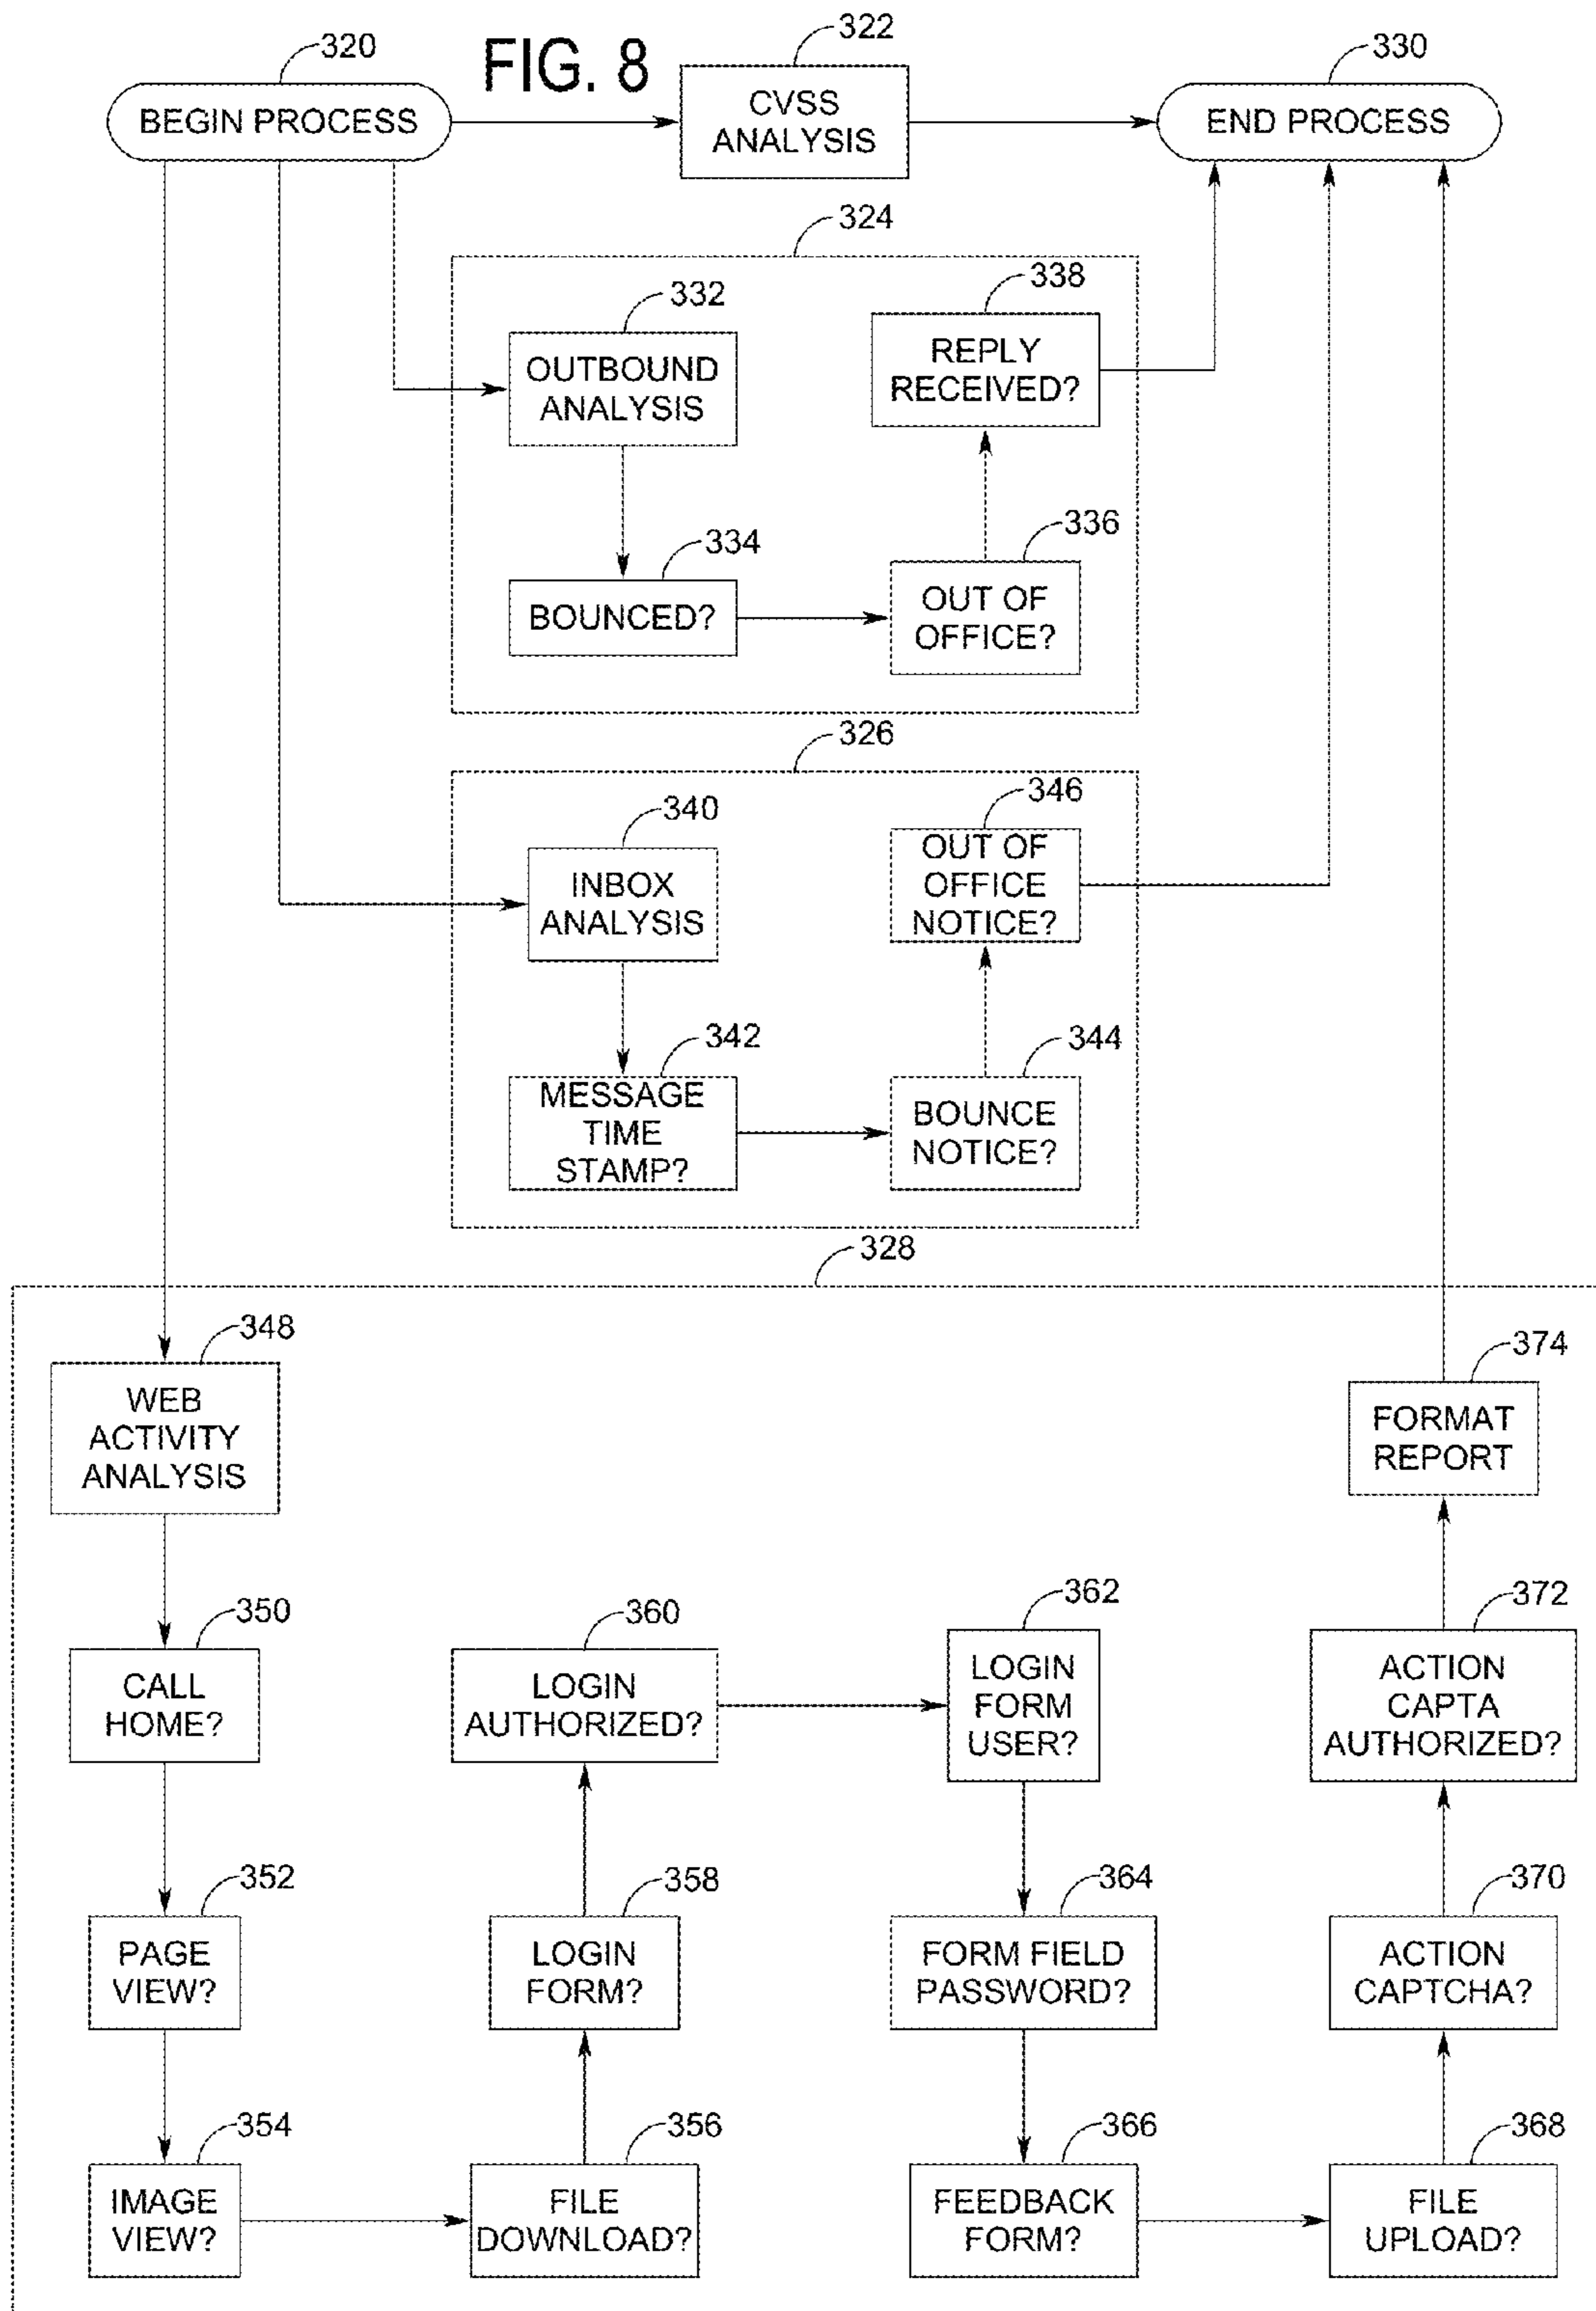 FIG. 8
320
BEGIN PROCESS
322
CVSS
ANALYSIS
330
END PROCESS
324
332
OUTBOUND
ANALYSIS
334
BOUNCED?
336
OUT OF
OFFICE?
338
REPLY
RECEIVED?
326
340
INBOX
ANALYSIS
342
MESSAGE
TIME
STAMP?
344
BOUNCE
NOTICE?
346
OUT OF
OFFICE
NOTICE?
328
348
WEB
ACTIVITY
ANALYSIS
350
CALL
HOME?
352
PAGE
VIEW?
354
IMAGE
VIEW?
356
FILE
DOWNLOAD?
358
LOGIN
FORM?
360
LOGIN
AUTHORIZED?
362
LOGIN
FORM
USER?
364
FORM FIELD
PASSWORD?
366
FEEDBACK
FORM?
368
FILE
UPLOAD?
370
ACTION
CAPTCHA?
372
ACTION
CAPTA
AUTHORIZED?
374
FORMAT
REPORT